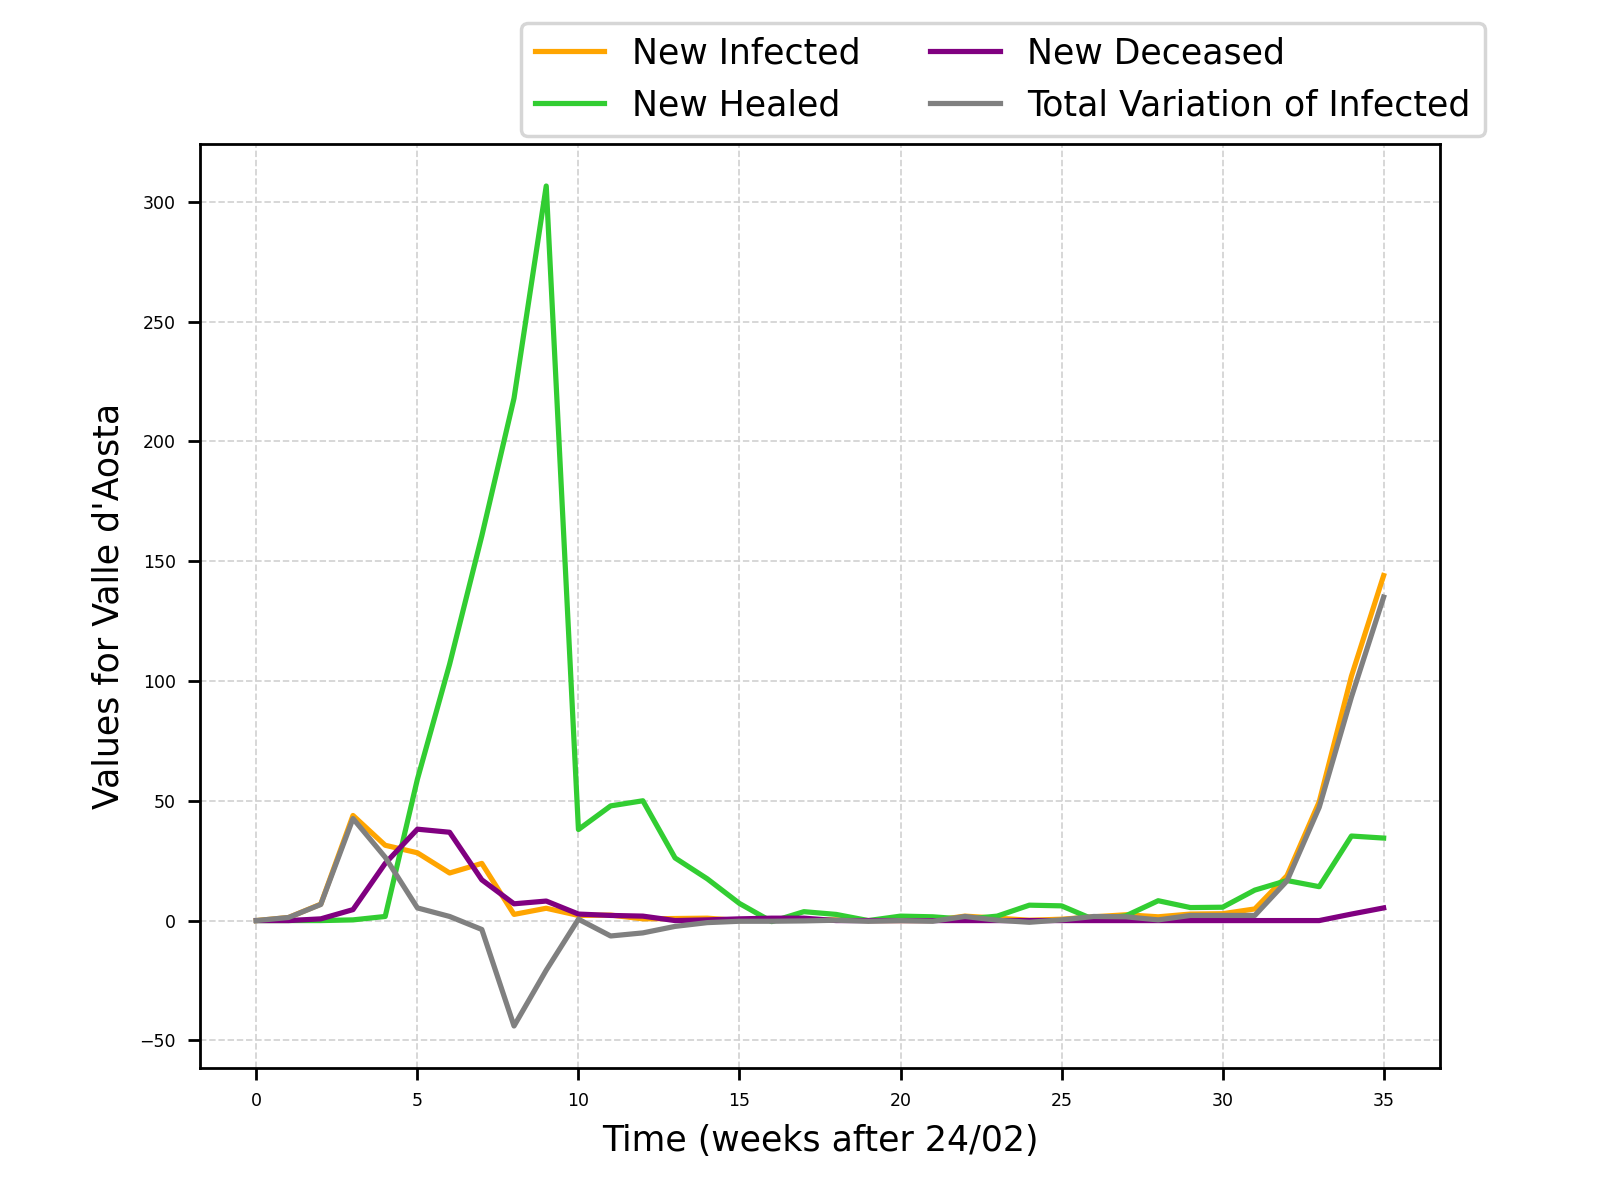 New Infected
New Healed
New Deceased
Total Variation of Infected
Values for Valle d'Aosta
300
250
200
150
100
50
0
−50
0 5 10 15 20 25 30 35
Time (weeks after 24/02)